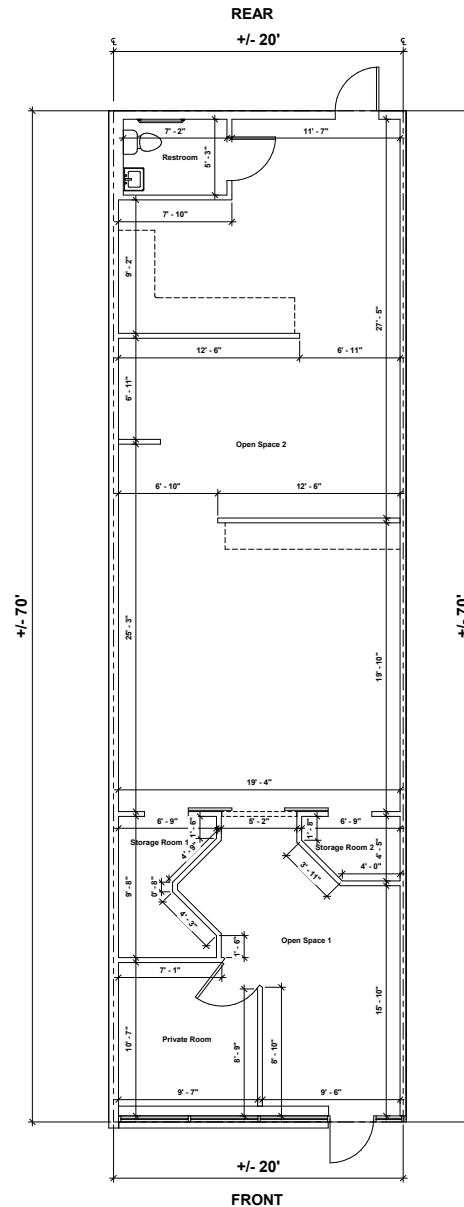 REAR
℄ +/- 20' ℄
7' - 2" 11' - 7"
Restroom
5' - 3"
7' - 10"
9' - 2"
27' - 5"
12' - 6" 6' - 11"
6' - 11"
Open Space 2
6' - 10" 12' - 6"
+/- 70' +/- 70'
25' - 3"
19' - 10"
19' - 4"
6' - 9" 5' - 2" 6' - 9"
1' - 6" 1' - 8"
Storage Room 1 Storage Room 2
4' - 9" 4' - 5"
4' - 0"
3' - 11"
9' - 8" 0' - 8"
4' - 3"
Open Space 1
1' - 6"
7' - 1"
15' - 10"
10' - 7"
Private Room
8' - 9" 8' - 10"
9' - 7" 9' - 6"
+/- 20'
FRONT